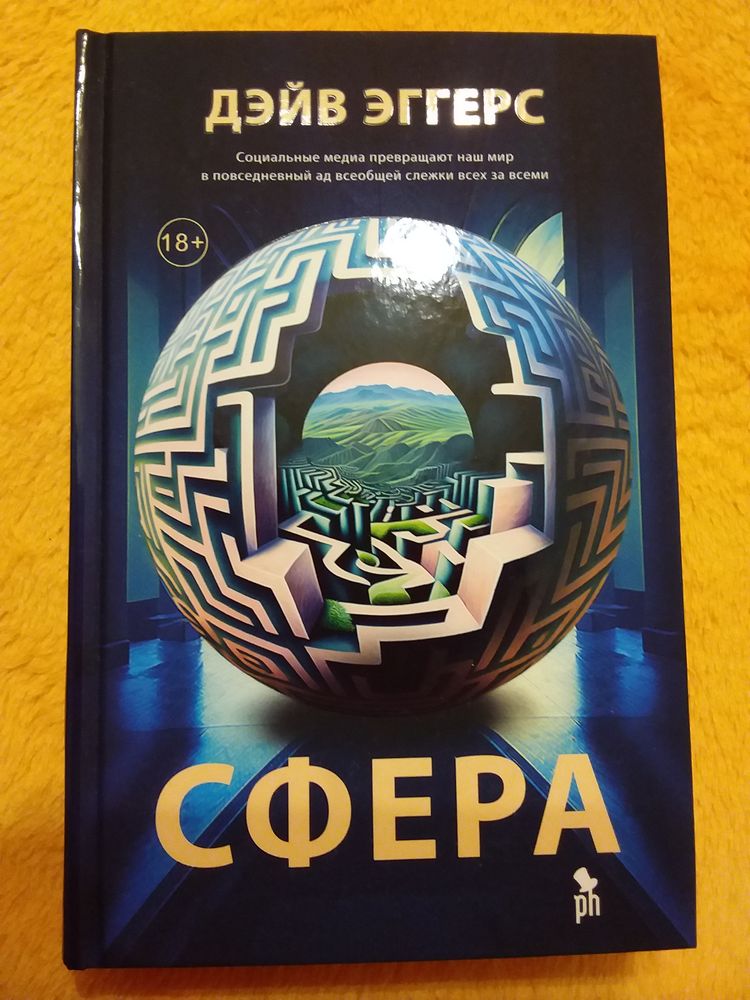 ДЭЙВ ЭГГЕРС
Социальные медиа превращают наш мир
в повседневный ад всеобщей слежки всех за всеми
18+
СФЕРА
ph